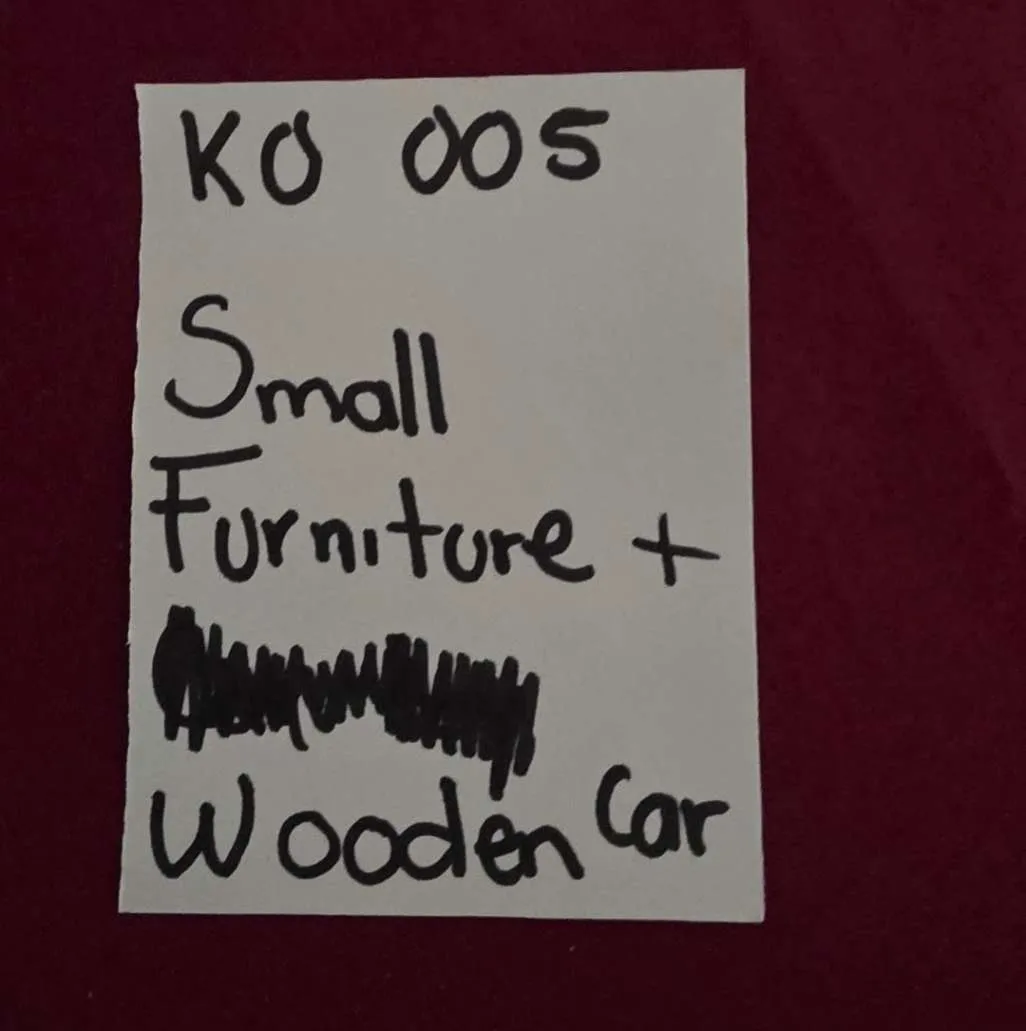 KO 005
Small
Furniture +
Wooden Car